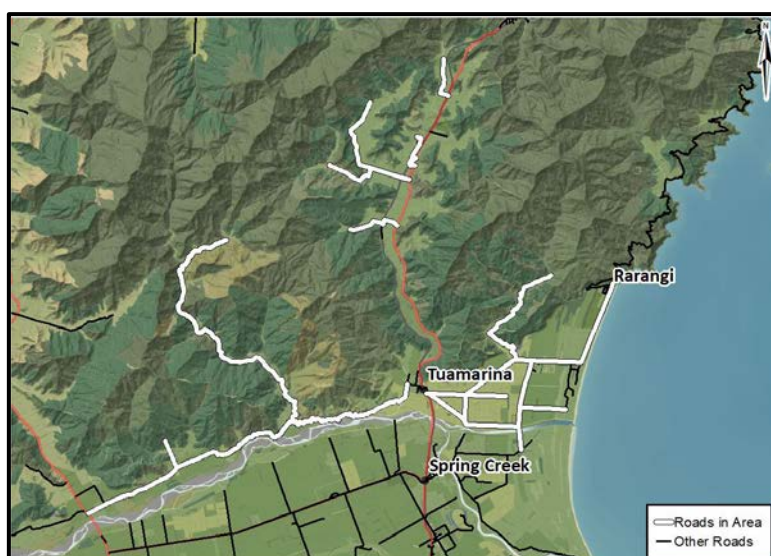 N
Rarangi
Tuamarina
Spring Creek
Roads in Area
Other Roads